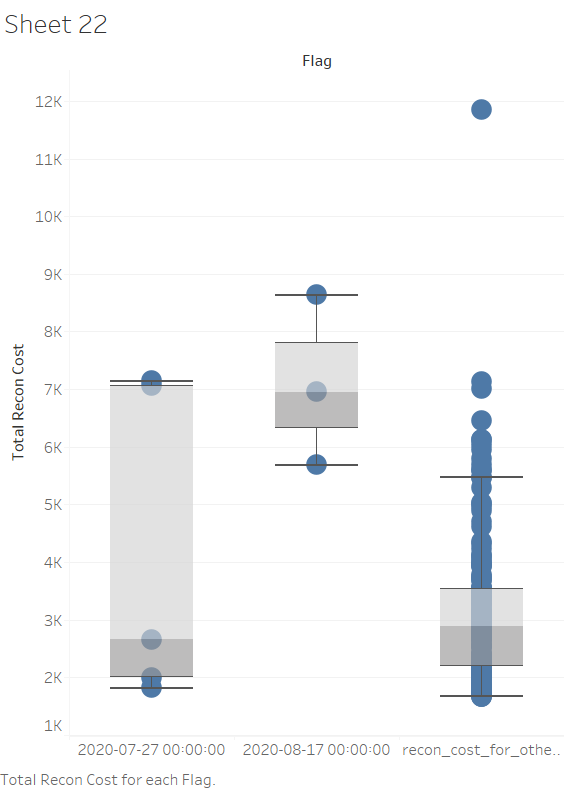 Sheet 22
Flag
12K
11K
10K
9K
8K
7K
6K
5K
4K
3K
2K
1K
Total Recon Cost
2020-07-27 00:00:00
2020-08-17 00:00:00
recon_cost_for_othe..
Total Recon Cost for each Flag.